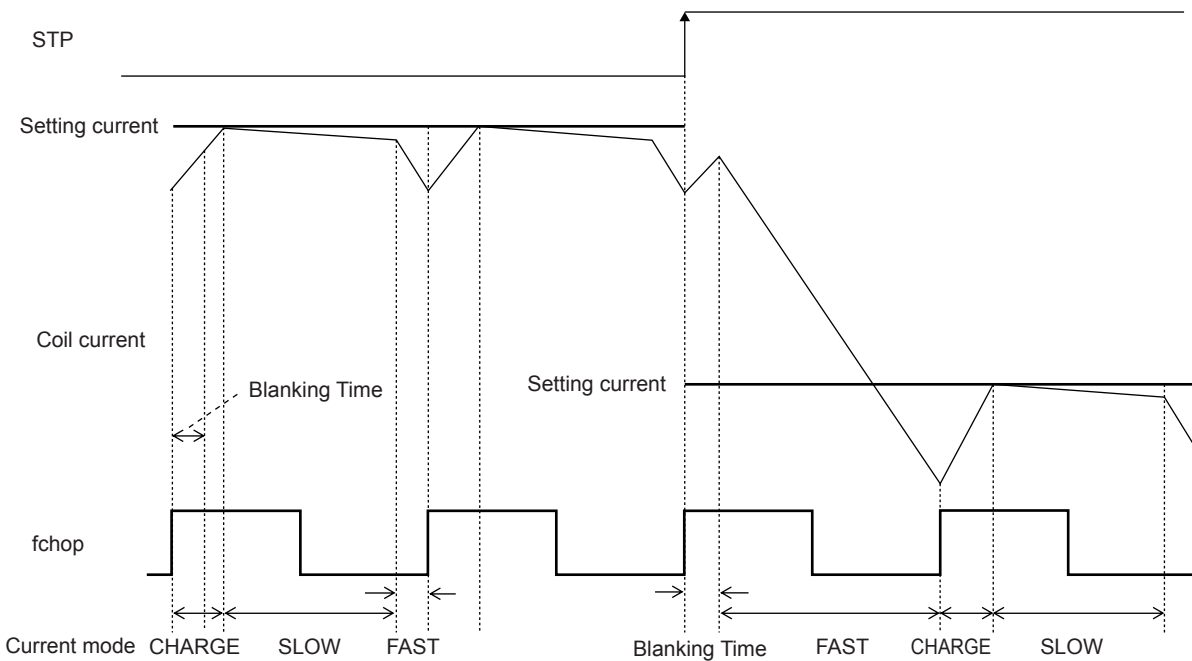 STP
Setting current
Coil current
Setting current
Blanking Time
fchop
Current mode CHARGE SLOW FAST Blanking Time FAST CHARGE SLOW